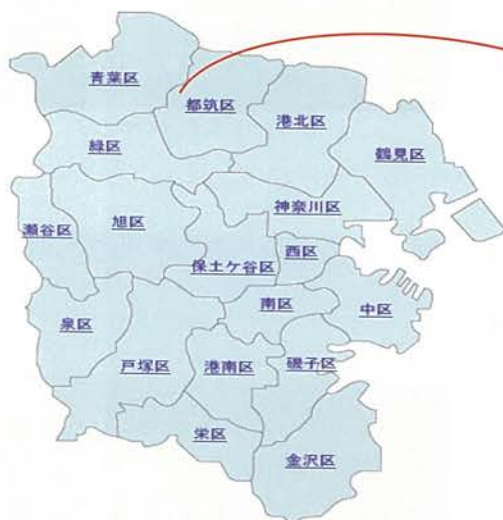 青葉区
都筑区
港北区
緑区
鶴見区
神奈川区
瀬谷区
旭区
西区
保土ケ谷区
南区
中区
泉区
戸塚区
港南区
磯子区
栄区
金沢区